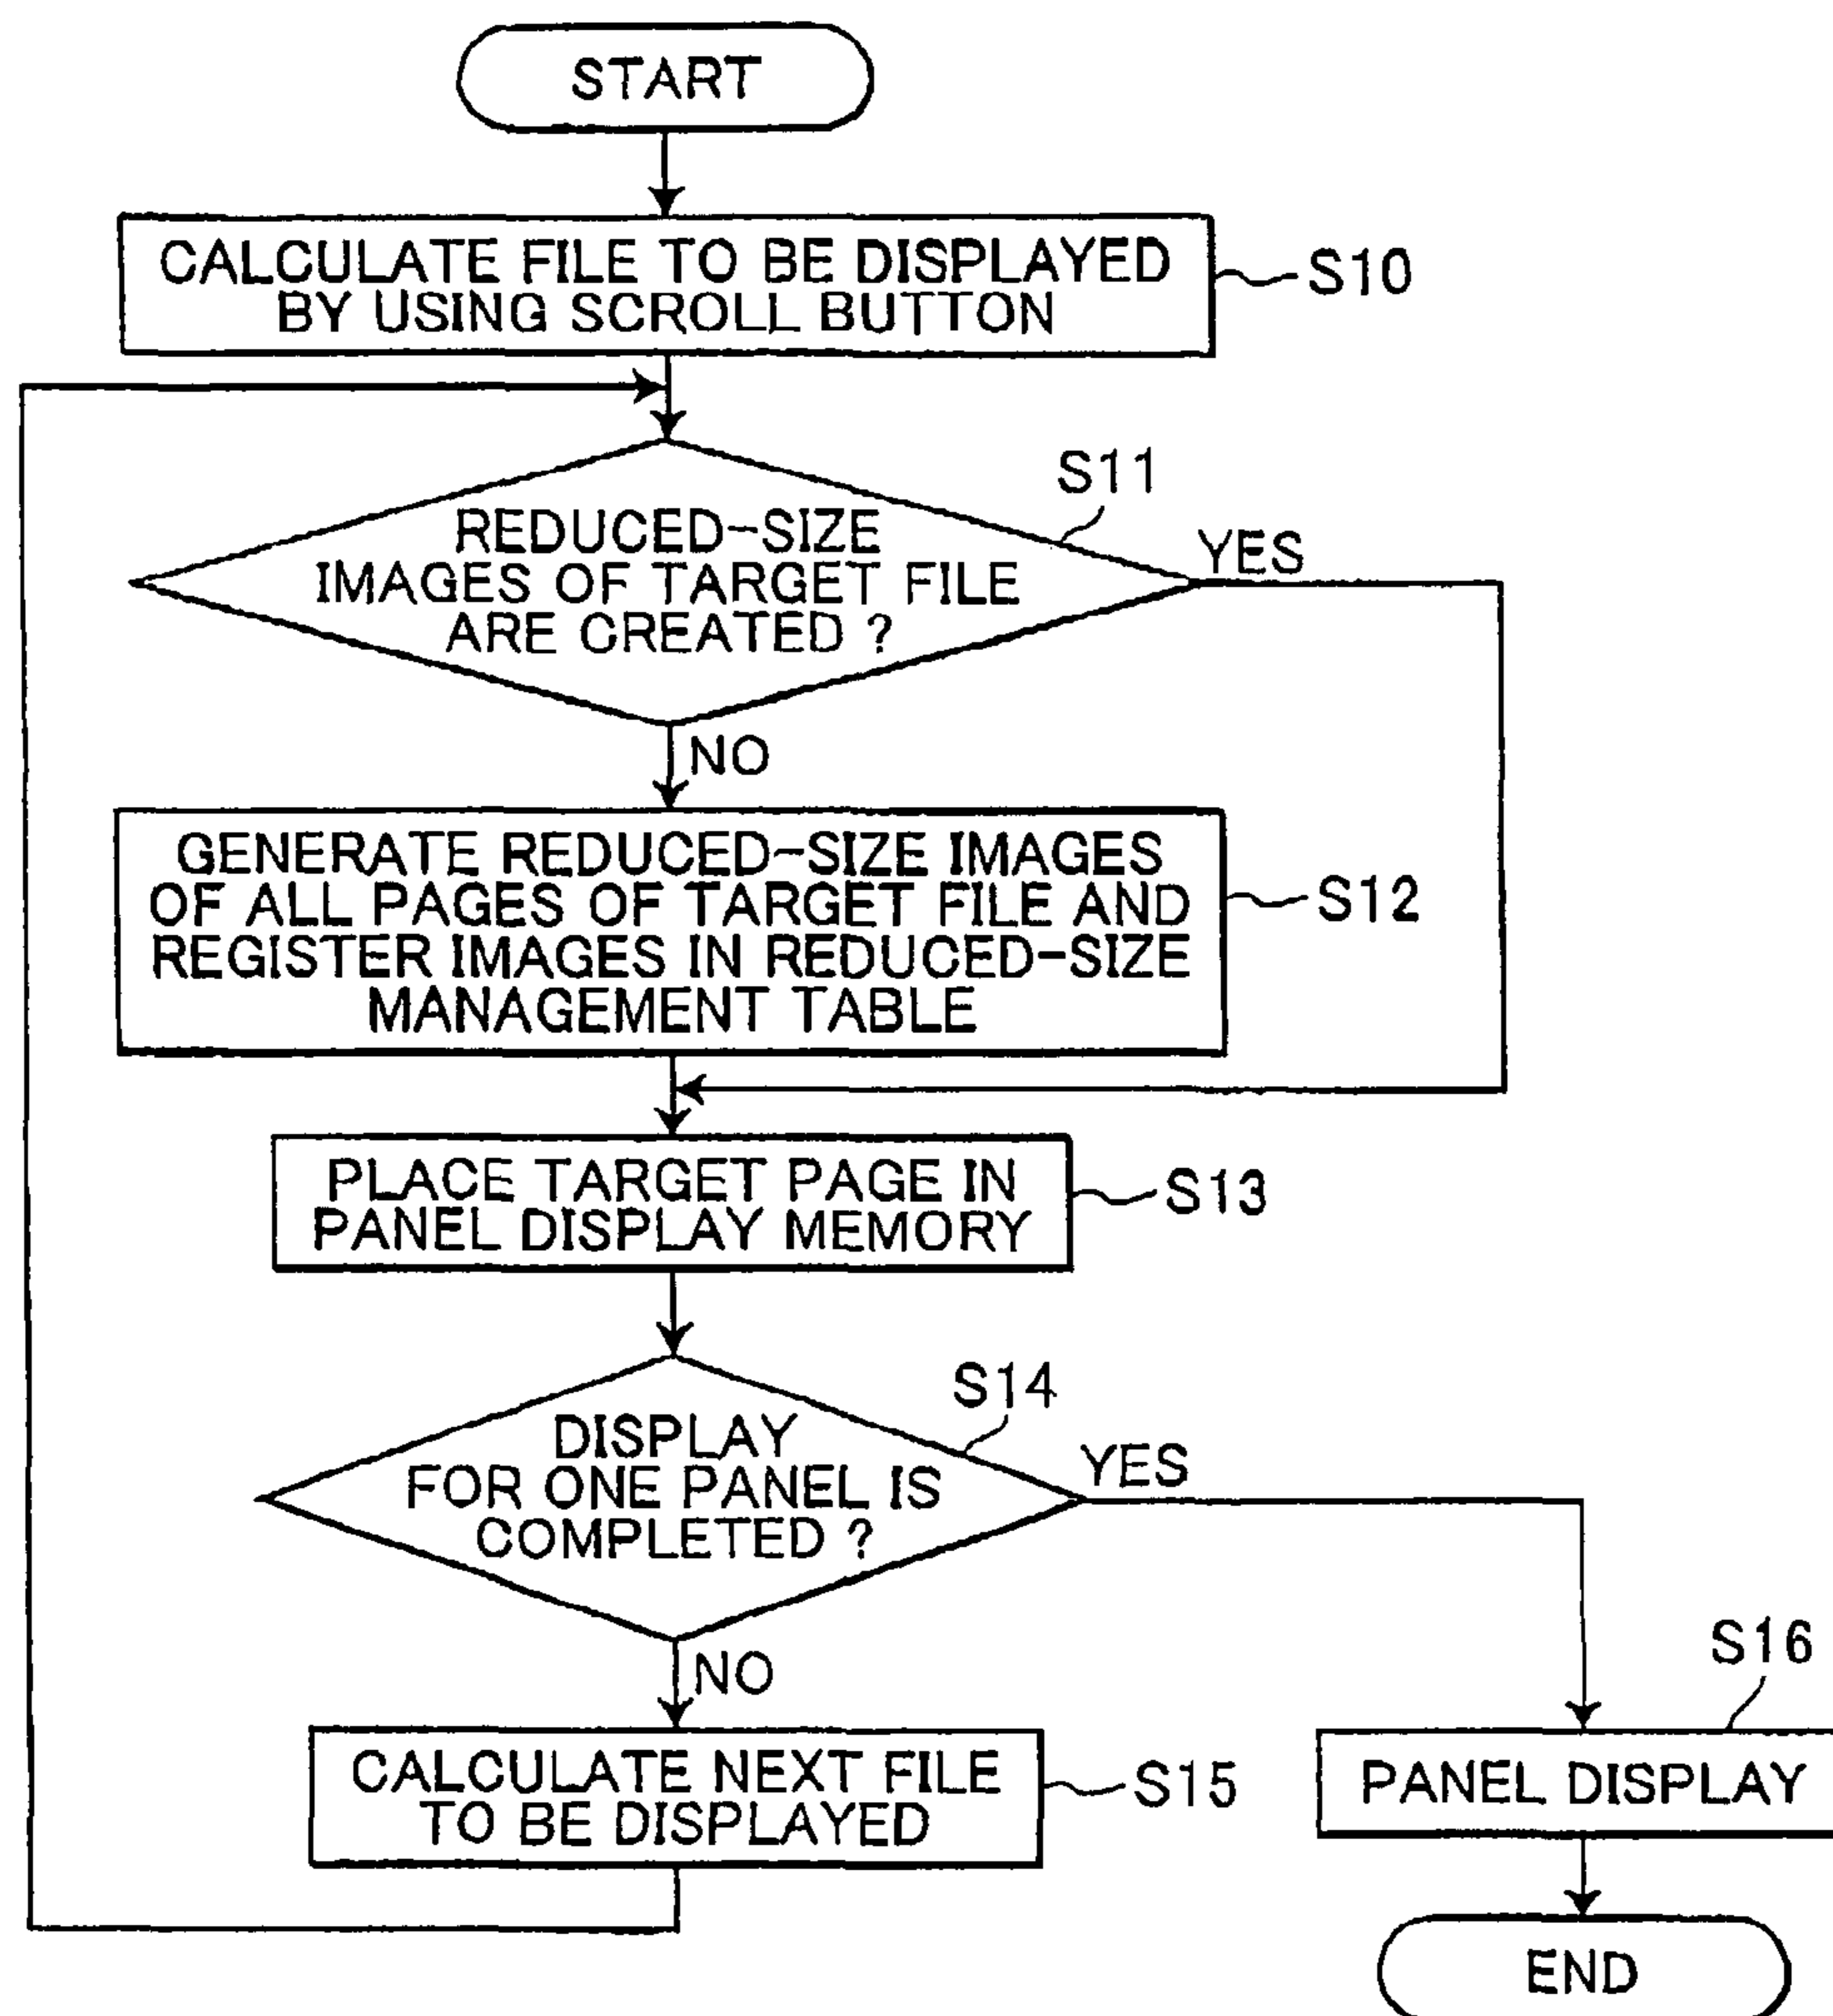 START
CALCULATE FILE TO BE DISPLAYED
BY USING SCROLL BUTTON
S10
S11
REDUCED-SIZE
IMAGES OF TARGET FILE
ARE CREATED ?
YES
NO
GENERATE REDUCED-SIZE IMAGES
OF ALL PAGES OF TARGET FILE AND
REGISTER IMAGES IN REDUCED-SIZE
MANAGEMENT TABLE
S12
PLACE TARGET PAGE IN
PANEL DISPLAY MEMORY
S13
S14
DISPLAY
FOR ONE PANEL IS
COMPLETED ?
YES
NO
S16
CALCULATE NEXT FILE
TO BE DISPLAYED
S15
PANEL DISPLAY
END